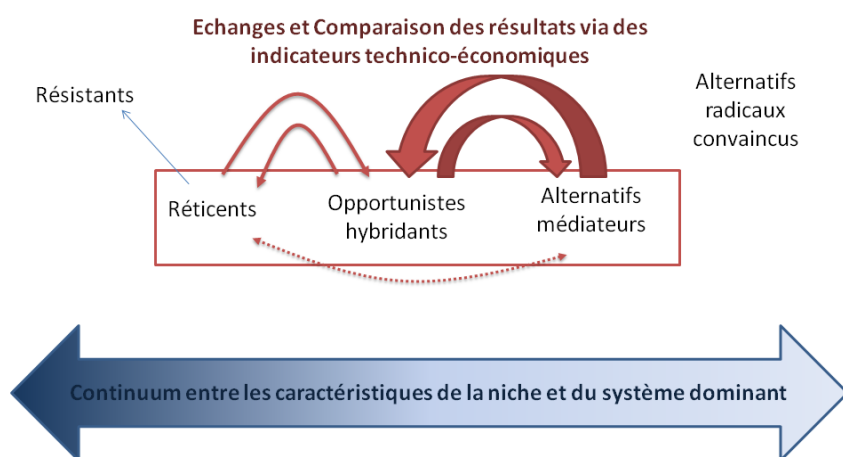 Echanges et Comparaison des résultats via des
indicateurs technico-économiques
Résistants
Alternatifs
radicaux
convaincus
Réticents
Opportunistes
hybridants
Alternatifs
médiateurs
Continuum entre les caractéristiques de la niche et du système dominant